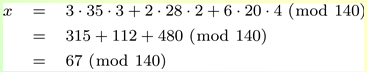 x = 3 · 35 · 3 + 2 · 28 · 2 + 6 · 20 · 4 (mod 140)
= 315 + 112 + 480 (mod 140)
= 67 (mod 140)